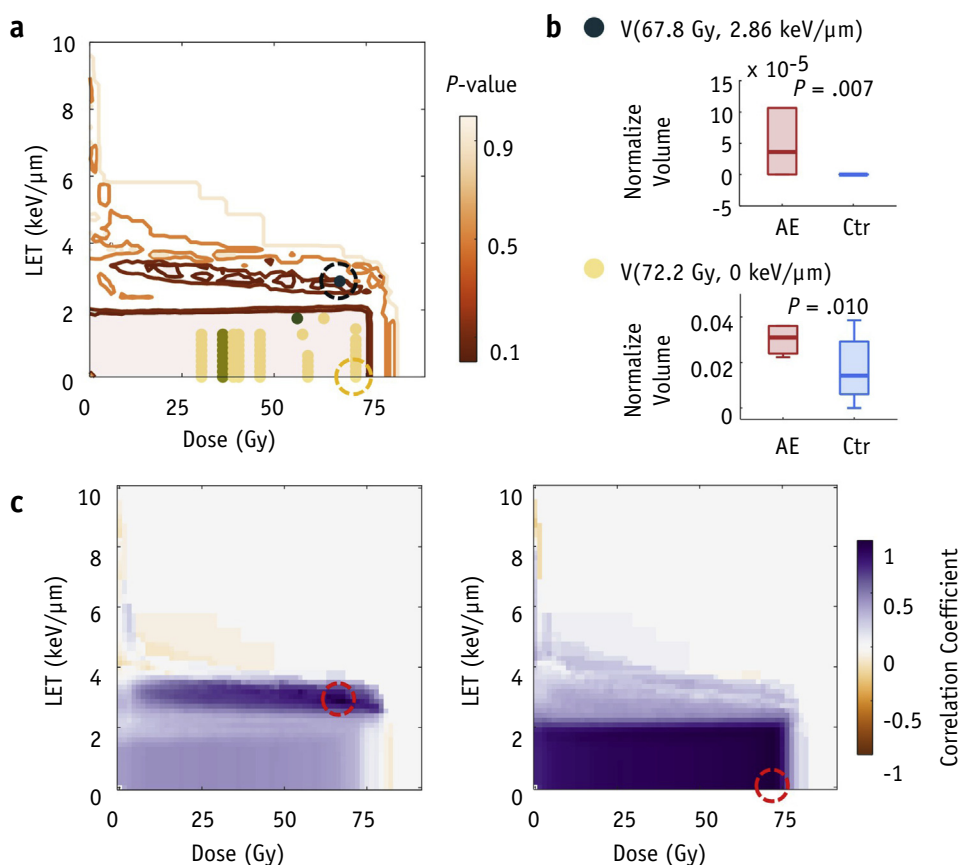 a
10
8
6
4
2
0
LET (keV/µm)
0
25
50
75
Dose (Gy)
P-value
0.9
0.5
0.1
b
V(67.8 Gy, 2.86 keV/µm)
x 10-5
15
10
5
0
-5
Normalize
Volume
P = .007
AE
Ctr
V(72.2 Gy, 0 keV/µm)
0.04
0.02
0
Normalize
Volume
P = .010
AE
Ctr
c
10
8
6
4
2
0
LET (keV/µm)
0
25
50
75
Dose (Gy)
10
8
6
4
2
0
LET (keV/µm)
0
25
50
75
Dose (Gy)
1
0.5
0
-0.5
-1
Correlation Coefficient